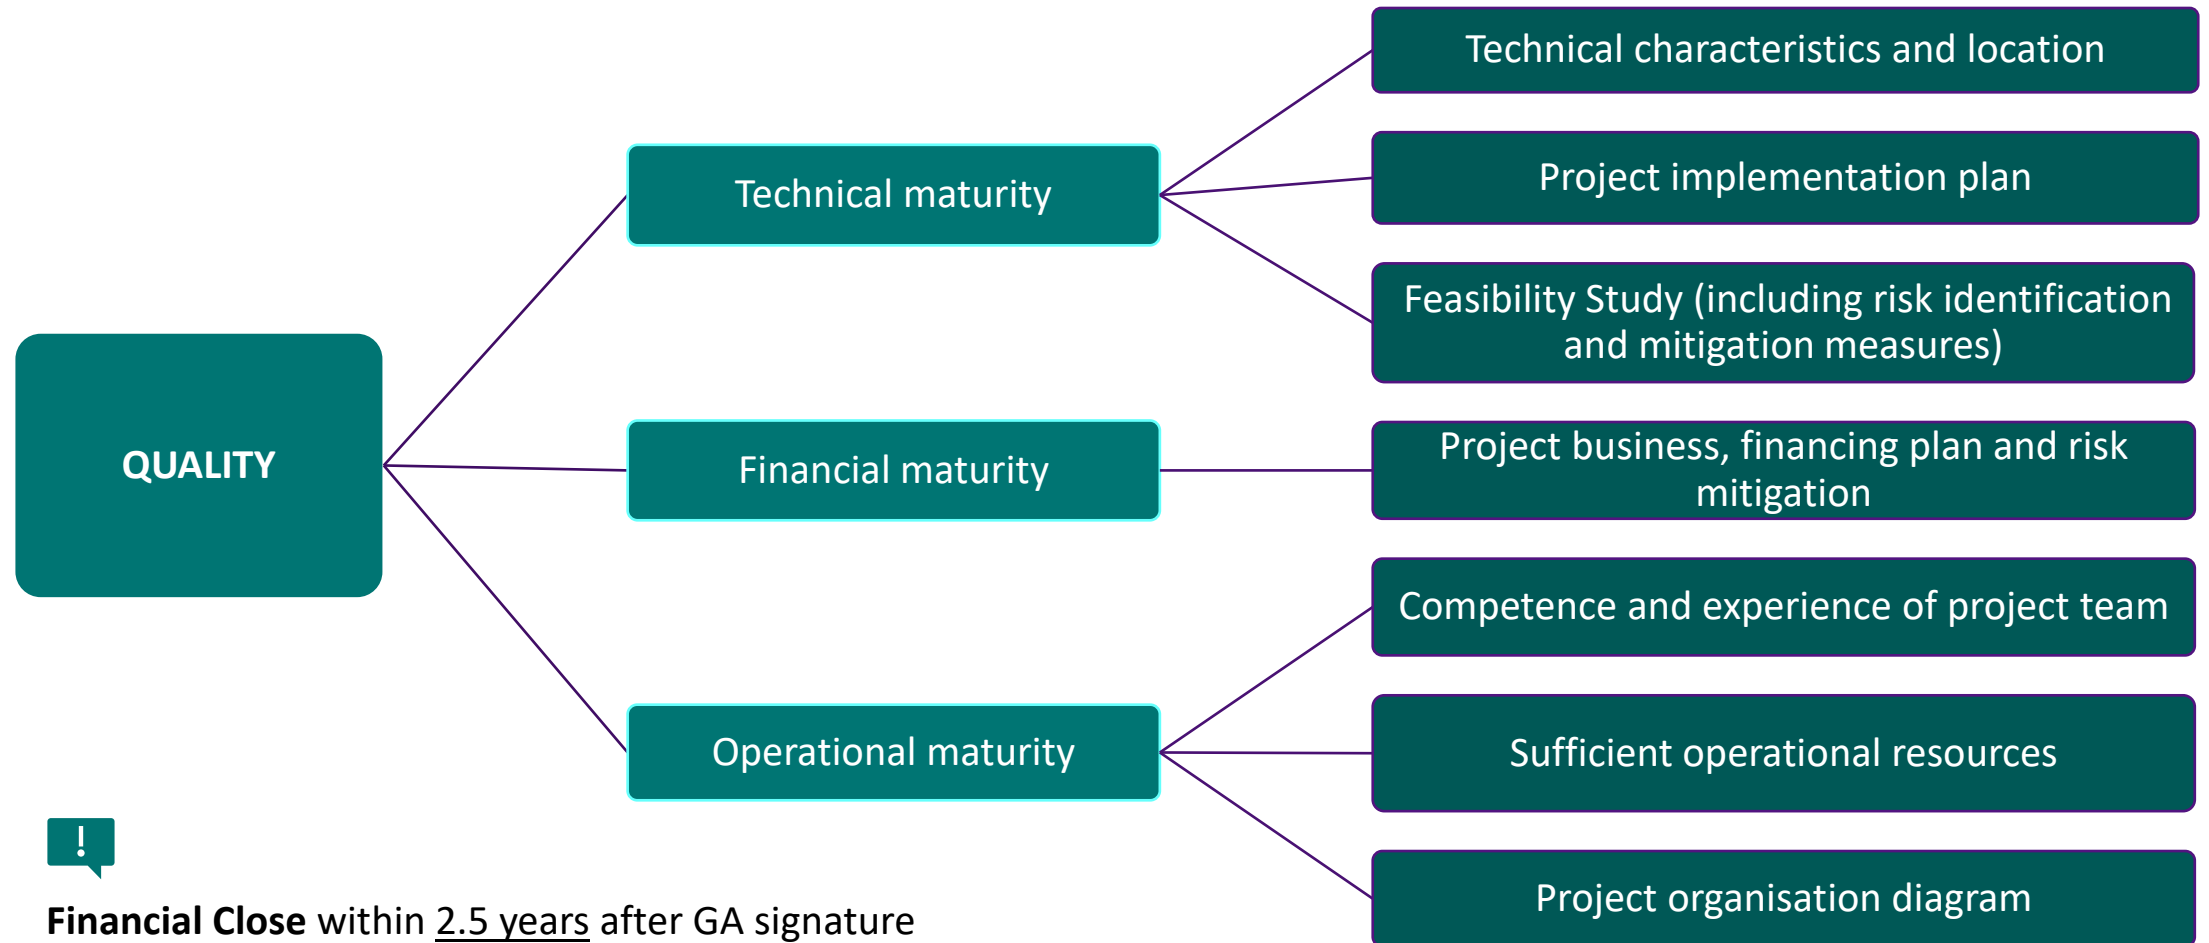 QUALITY
Technical maturity
Technical characteristics and location
Project implementation plan
Feasibility Study (including risk identification
and mitigation measures)
Financial maturity
Project business, financing plan and risk
mitigation
Operational maturity
Competence and experience of project team
Sufficient operational resources
Project organisation diagram
!
Financial Close within 2.5 years after GA signature